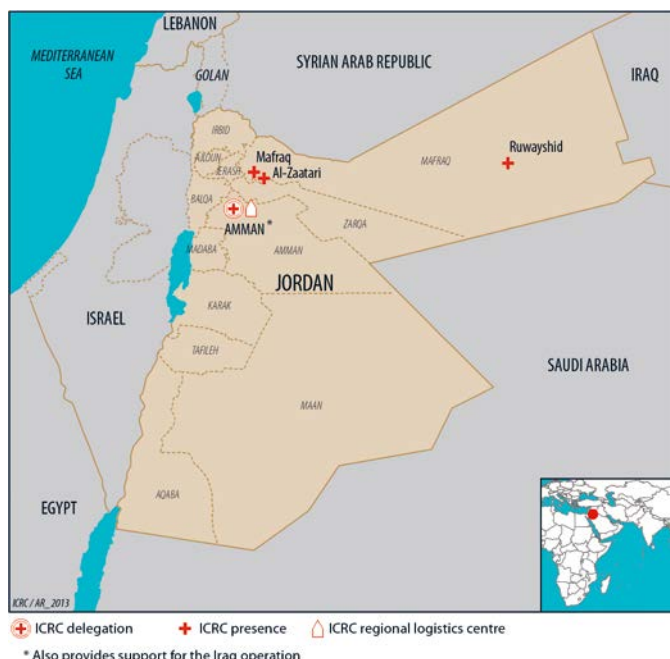 LEBANON
MEDITERRANEAN
SEA
SYRIAN ARAB REPUBLIC
GOLAN
IRAQ
IRBID
Mafraq
Ruwayshid
AJLOUN
MAFRAQ
JERASH
Al-Zaatari
BALQA
ZARQA
AMMAN *
MADABA
AMMAN
JORDAN
KARAK
ISRAEL
TAFILEH
SAUDI ARABIA
MAAN
AQABA
EGYPT
ICRC / AR_2013
ICRC delegation
ICRC presence
ICRC regional logistics centre
* Also provides support for the Iraq operation